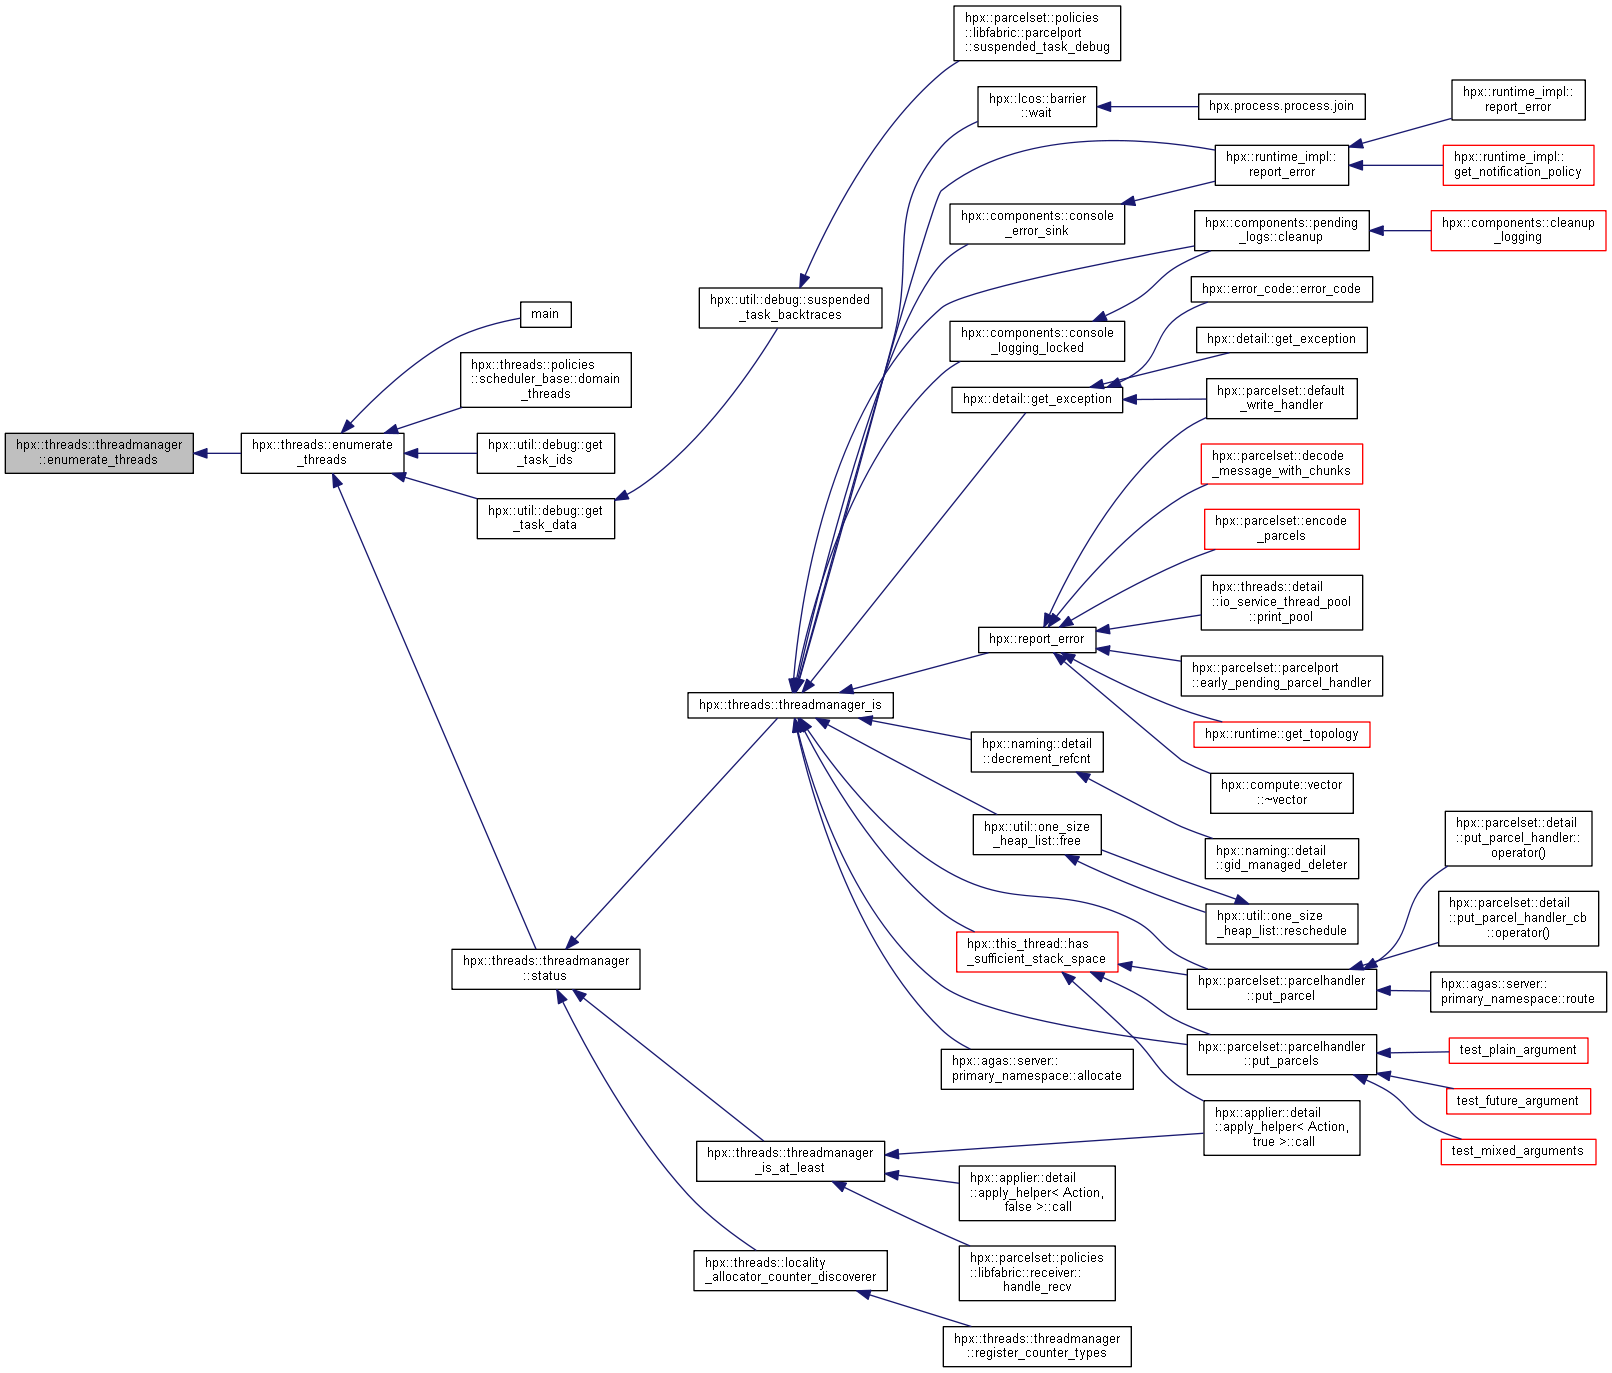 hpx::threads::threadmanager
::enumerate_threads
hpx::threads::enumerate
_threads
main
hpx::threads::policies
::scheduler_base::domain
_threads
hpx::util::debug::get
_task_ids
hpx::util::debug::get
_task_data
hpx::threads::threadmanager
::status
hpx::util::debug::suspended
_task_backtraces
hpx::threads::threadmanager_is
hpx::threads::threadmanager
_is_at_least
hpx::threads::locality
_allocator_counter_discoverer
hpx::parcelset::policies
::libfabric::parcelport
::suspended_task_debug
hpx::lcos::barrier
::wait
hpx::components::console
_error_sink
hpx::components::console
_logging_locked
hpx::detail::get_exception
hpx::report_error
hpx::naming::detail
::decrement_refcnt
hpx::util::one_size
_heap_list::free
hpx::this_thread::has
_sufficient_stack_space
hpx::agas::server::
primary_namespace::allocate
hpx::applier::detail
::apply_helper< Action,
false >::call
hpx::parcelset::policies
::libfabric::receiver::
handle_recv
hpx::threads::threadmanager
::register_counter_types
hpx.process.process.join
hpx::runtime_impl::
report_error
hpx::components::pending
_logs::cleanup
hpx::error_code::error_code
hpx::detail::get_exception
hpx::parcelset::default
_write_handler
hpx::parcelset::decode
_message_with_chunks
hpx::parcelset::encode
_parcels
hpx::threads::detail
::io_service_thread_pool
::print_pool
hpx::parcelset::parcelport
::early_pending_parcel_handler
hpx::runtime::get_topology
hpx::compute::vector
::~vector
hpx::naming::detail
::gid_managed_deleter
hpx::util::one_size
_heap_list::reschedule
hpx::parcelset::parcelhandler
::put_parcel
hpx::parcelset::parcelhandler
::put_parcels
hpx::applier::detail
::apply_helper< Action,
true >::call
hpx::runtime_impl::
report_error
hpx::runtime_impl::
get_notification_policy
hpx::components::cleanup
_logging
hpx::parcelset::detail
::put_parcel_handler::
operator()
hpx::parcelset::detail
::put_parcel_handler_cb
::operator()
hpx::agas::server::
primary_namespace::route
test_plain_argument
test_future_argument
test_mixed_arguments